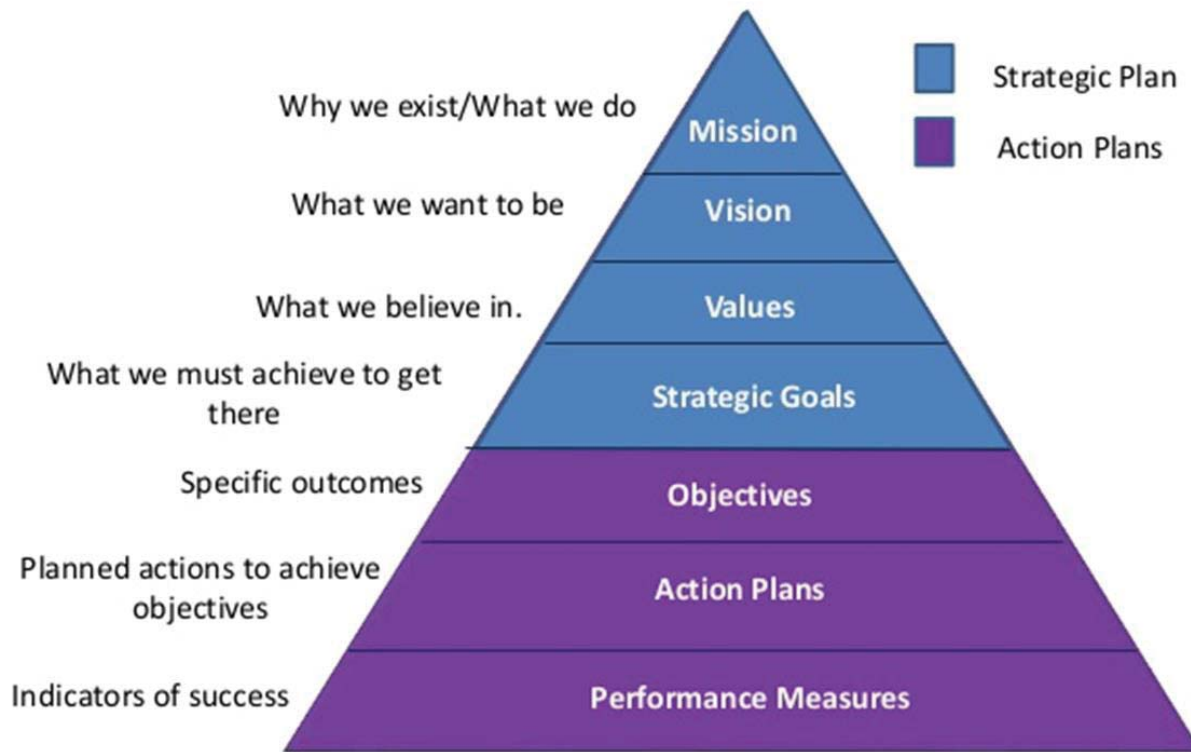 Strategic Plan
Action Plans
Why we exist/What we do
Mission
What we want to be
Vision
What we believe in.
Values
What we must achieve to get
there
Strategic Goals
Specific outcomes
Objectives
Planned actions to achieve
objectives
Action Plans
Indicators of success
Performance Measures